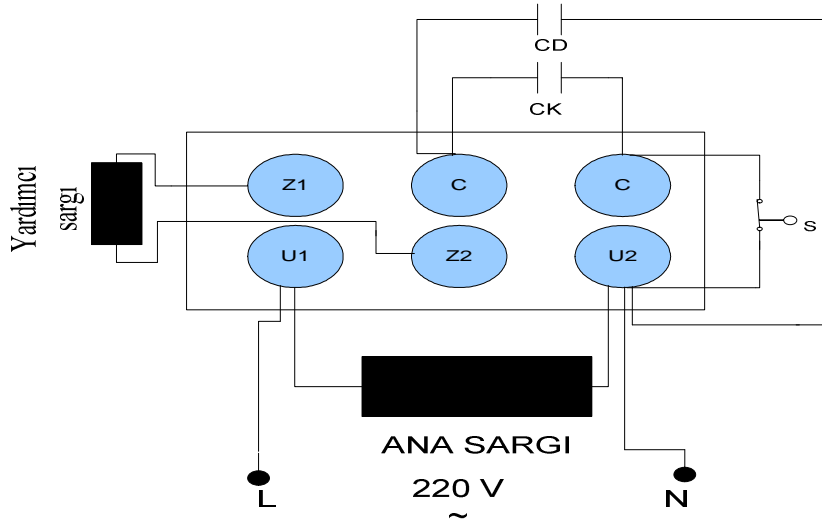 CD
CK
Yardımcı
sargı
Z1
C
C
U1
Z2
U2
S
ANA SARGI
220 V
~
L
N